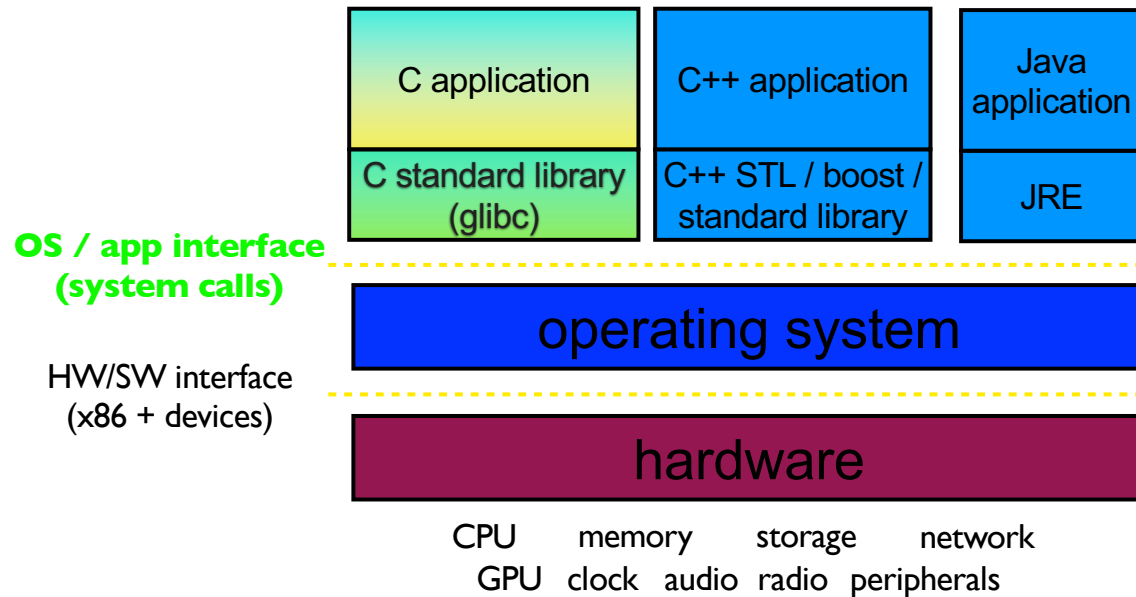 C application
C++ application
Java
application
C standard library
(glibc)
C++ STL / boost /
standard library
JRE
OS / app interface
(system calls)
operating system
HW/SW interface
(x86 + devices)
hardware
CPU memory storage network
GPU clock audio radio peripherals